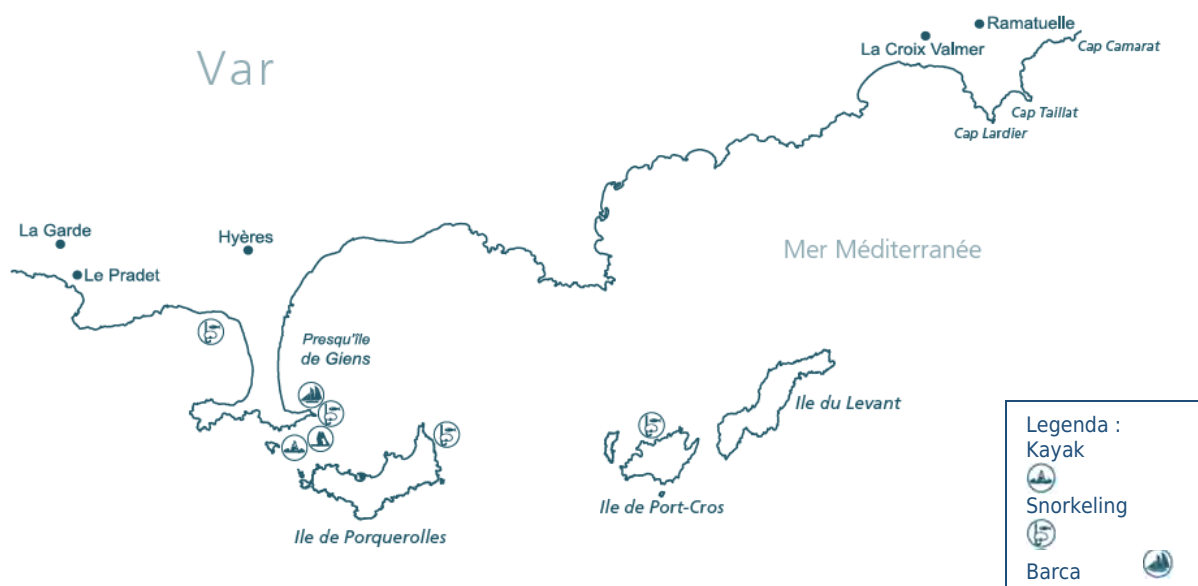 Var
Ramatuelle
La Croix Valmer
Cap Camarat
Cap Taillat
Cap Lardier
La Garde
Hyères
Le Pradet
Mer Méditerranée
Presqu'île
de Giens
Ile du Levant
Ile de Port-Cros
Ile de Porquerolles
Legenda :
Kayak
Snorkeling
Barca